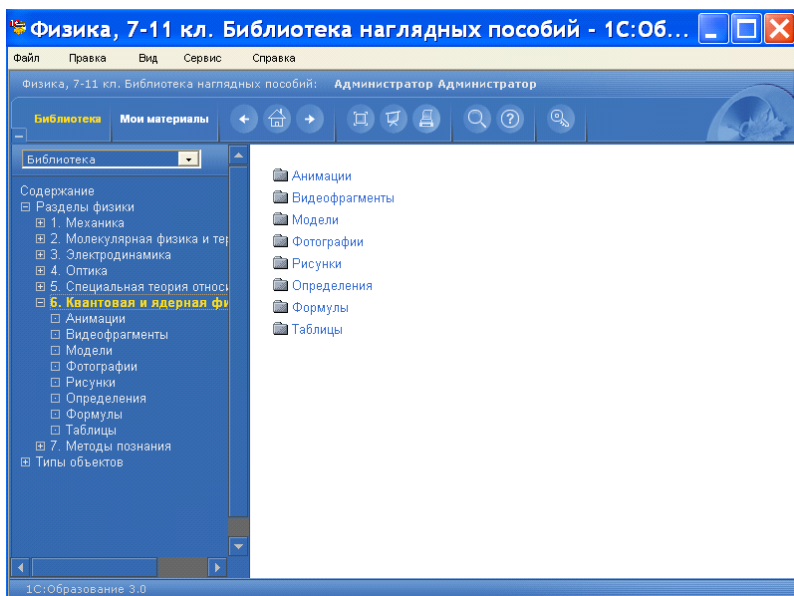 Физика, 7-11 кл. Библиотека наглядных пособий - 1С:Об...
Файл Правка Вид Сервис Справка
Физика, 7-11 кл. Библиотека наглядных пособий: Администратор Администратор
Библиотека Мои материалы
Библиотека
Содержание
Разделы физики
1. Механика
2. Молекулярная физика и тер
3. Электродинамика
4. Оптика
5. Специальная теория относи
6. Квантовая и ядерная фи
Анимации
Видеофрагменты
Модели
Фотографии
Рисунки
Определения
Формулы
Таблицы
7. Методы познания
Типы объектов
Анимации
Видеофрагменты
Модели
Фотографии
Рисунки
Определения
Формулы
Таблицы
1С:Образование 3.0